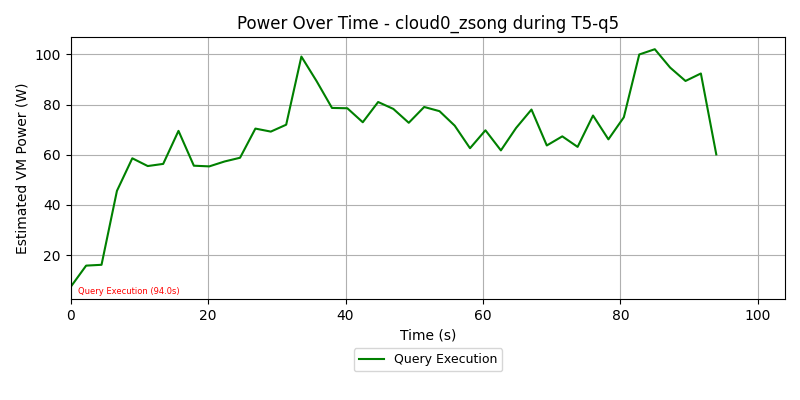 Power Over Time - cloud0_zsong during T5-q5
Estimated VM Power (W)
100
80
60
40
20
Query Execution (94.0s)
0 20 40 60 80 100
Time (s)
Query Execution